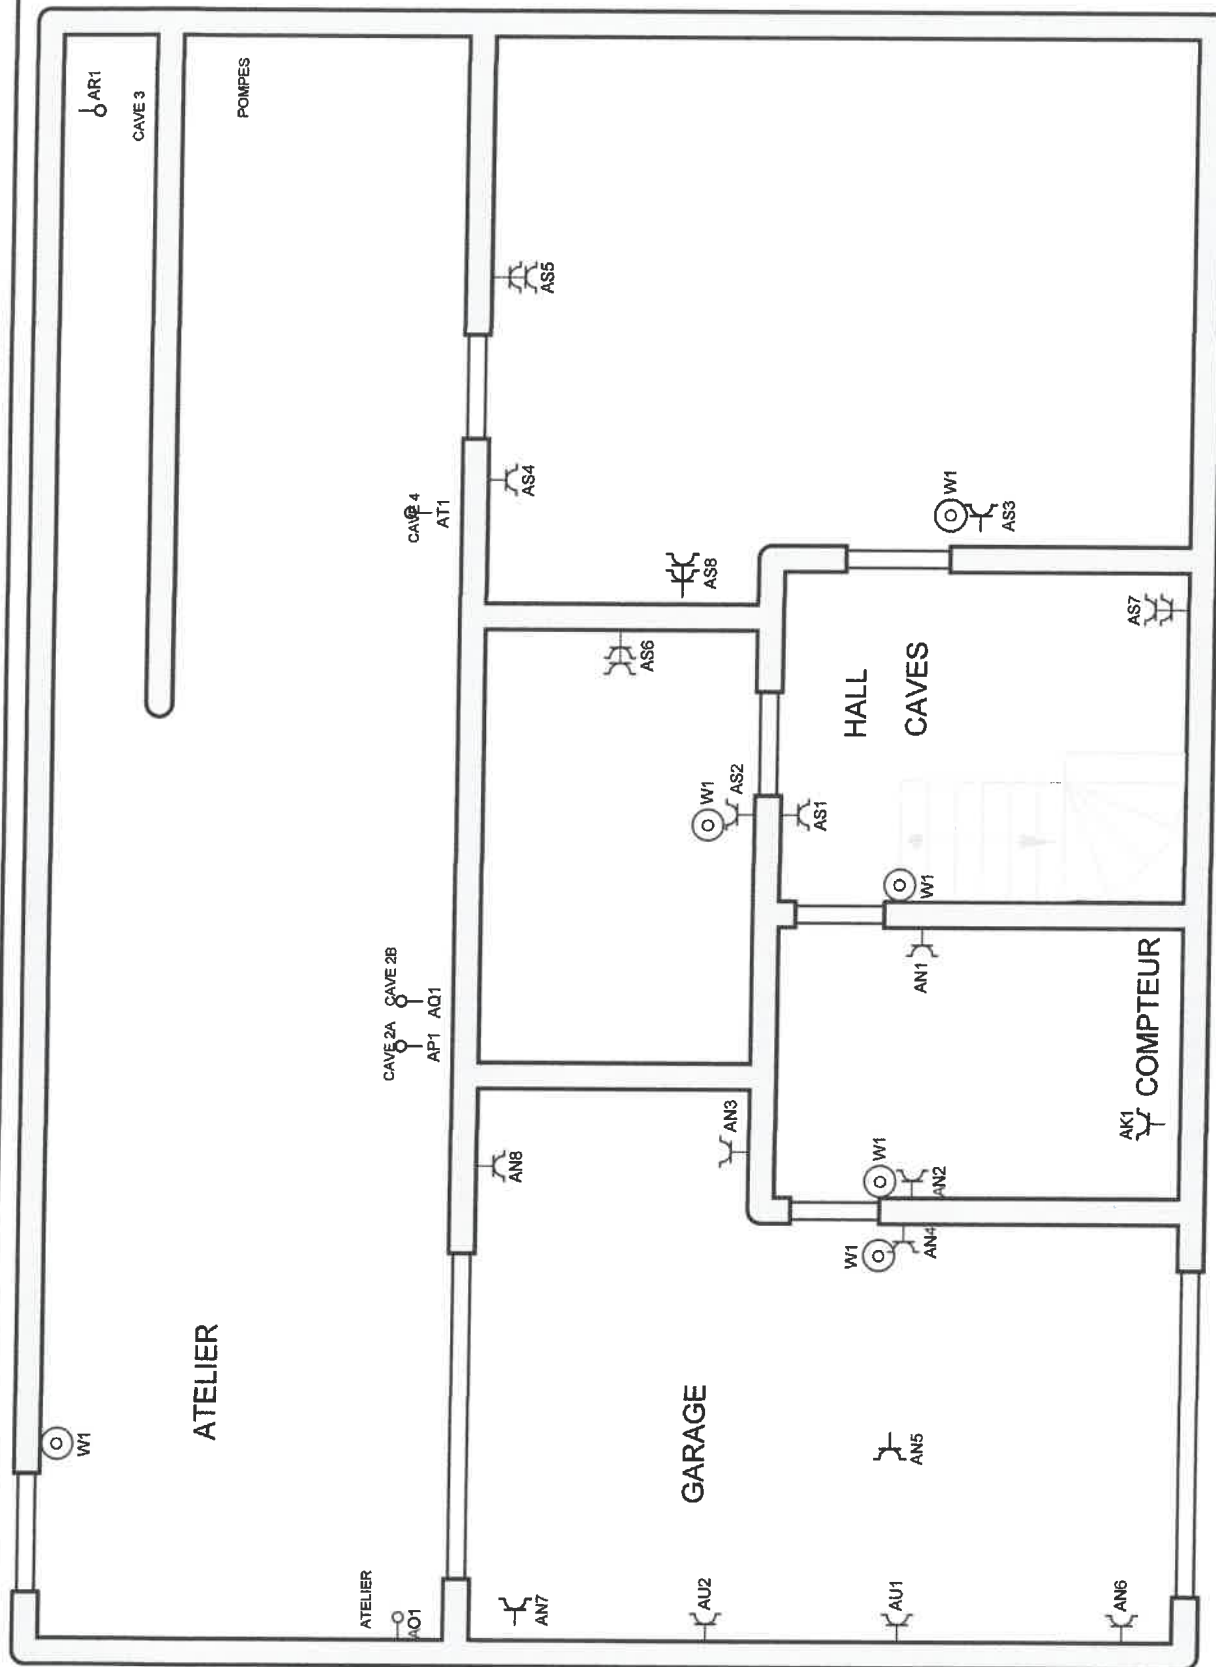 AR1
CAVE 3
POMPES
AS5
AS4
CAVE 4
AT1
W1
AS3
AS8
AS6
AS7
HALL
CAVES
W1
AS2
AS1
W1
AN1
CAVE 2B
AQ1
CAVE 2A
AP1
COMPTEUR
AK1
AN3
AN8
W1
AN2
W1
AN4
ATELIER
W1
GARAGE
AN5
ATELIER
AO1
AN7
AU2
AU1
AN6